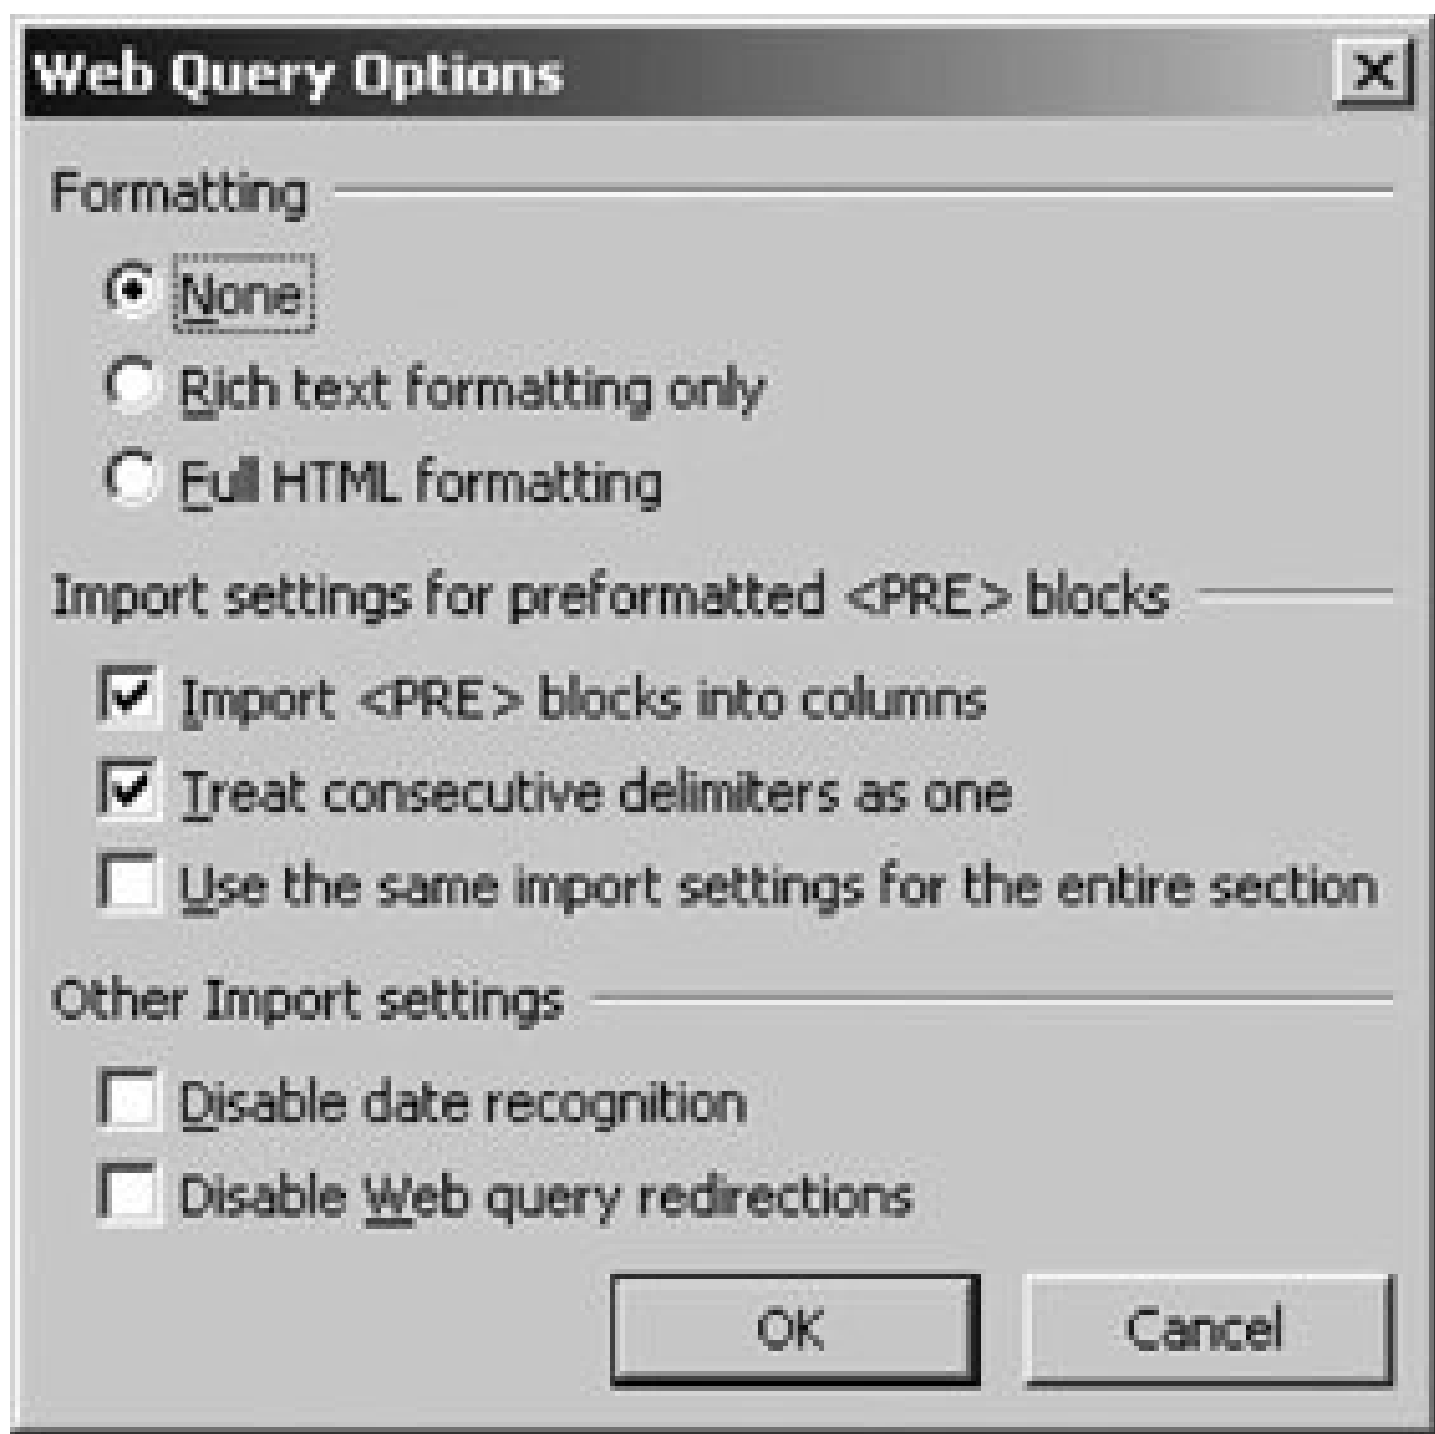 Web Query Options
Formatting
None
Rich text formatting only
Full HTML formatting
Import settings for preformatted <PRE> blocks
Import <PRE> blocks into columns
Treat consecutive delimiters as one
Use the same import settings for the entire section
Other Import settings
Disable date recognition
Disable Web query redirections
OK Cancel